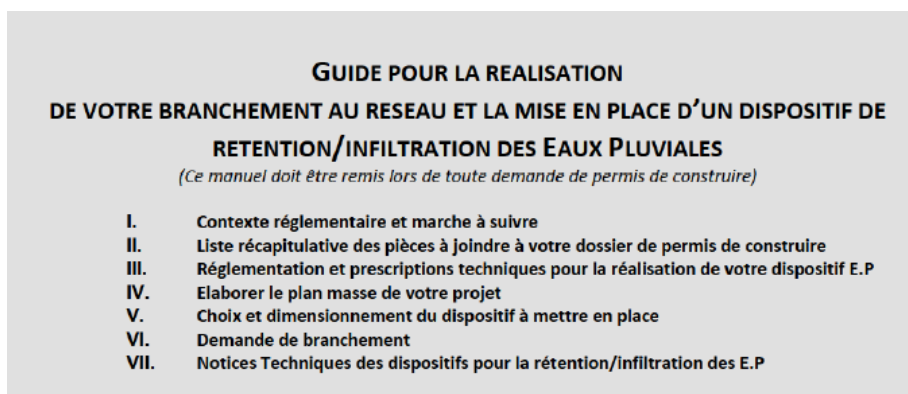 GUIDE POUR LA REALISATION
DE VOTRE BRANCHEMENT AU RESEAU ET LA MISE EN PLACE D'UN DISPOSITIF DE
RETENTION/INFILTRATION DES EAUX PLUVIALES
(Ce manuel doit être remis lors de toute demande de permis de construire)
I. Contexte réglementaire et marche à suivre
II. Liste récapitulative des pièces à joindre à votre dossier de permis de construire
III. Réglementation et prescriptions techniques pour la réalisation de votre dispositif E.P
IV. Elaborer le plan masse de votre projet
V. Choix et dimensionnement du dispositif à mettre en place
VI. Demande de branchement
VII. Notices Techniques des dispositifs pour la rétention/infiltration des E.P